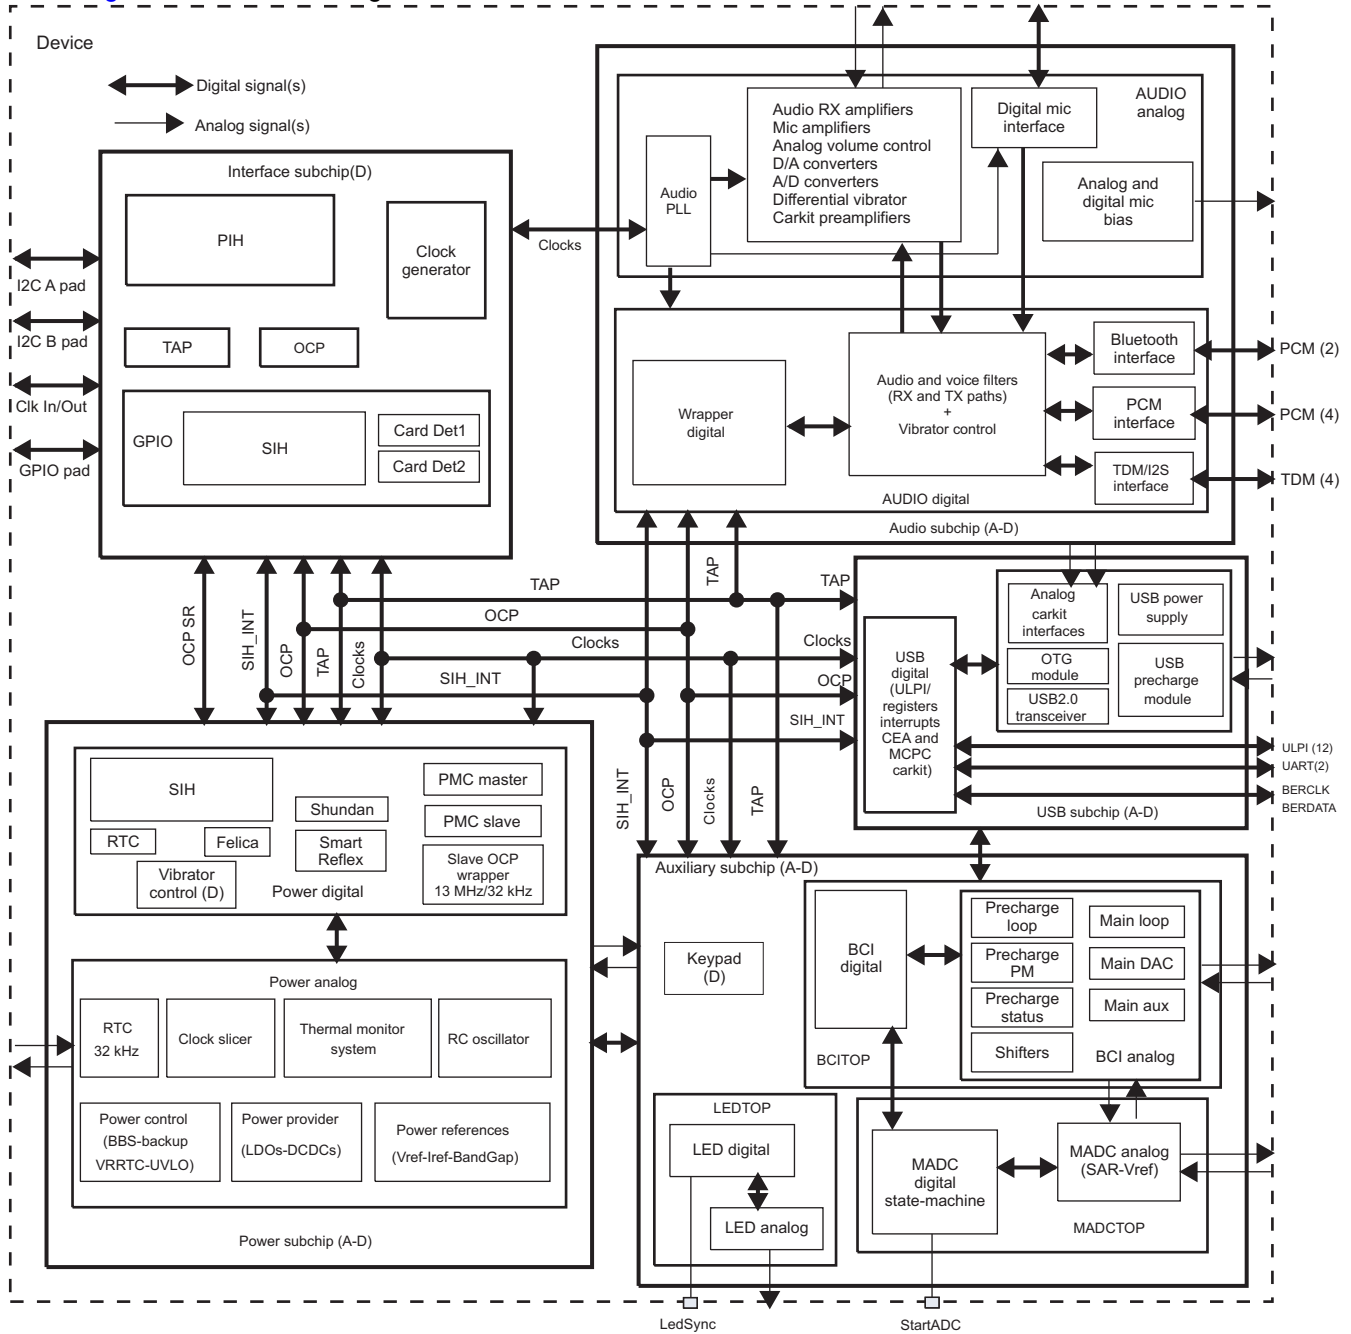 Device
Digital signal(s)
Analog signal(s)
Interface subchip(D)
PIH
Clock
generator
TAP
OCP
GPIO
SIH
Card Det1
Card Det2
I2C A pad
I2C B pad
Clk In/Out
GPIO pad
Clocks
AUDIO
analog
Audio RX amplifiers
Mic amplifiers
Analog volume control
D/A converters
A/D converters
Differential vibrator
Carkit preamplifiers
Digital mic
interface
Audio
PLL
Analog and
digital mic
bias
Wrapper
digital
Audio and voice filters
(RX and TX paths)
+
Vibrator control
Bluetooth
interface
PCM
interface
TDM/I2S
interface
AUDIO digital
Audio subchip (A-D)
PCM (2)
PCM (4)
TDM (4)
OCP SR
SIH_INT
OCP
TAP
Clocks
TAP
OCP
Clocks
SIH_INT
TAP
TAP
Clocks
OCP
SIH_INT
SIH_INT
OCP
Clocks
TAP
USB
digital
(ULPI/
registers
interrupts
CEA and
MCPC
carkit)
Analog
carkit
interfaces
OTG
module
USB2.0
transceiver
USB power
supply
USB
precharge
module
USB subchip (A-D)
ULPI (12)
UART(2)
BERCLK
BERDATA
SIH
RTC
Felica
Vibrator
control (D)
Shundan
Smart
Reflex
PMC master
PMC slave
Slave OCP
wrapper
13 MHz/32 kHz
Power digital
Power analog
RTC
32 kHz
Clock slicer
Thermal monitor
system
RC oscillator
Power control
(BBS-backup
VRRTC-UVLO)
Power provider
(LDOs-DCDCs)
Power references
(Vref-Iref-BandGap)
Power subchip (A-D)
Auxiliary subchip (A-D)
Keypad
(D)
BCI
digital
BCITOP
Precharge
loop
Precharge
PM
Precharge
status
Shifters
Main loop
Main DAC
Main aux
BCI analog
LEDTOP
LED digital
LED analog
MADC
digital
state-machine
MADC analog
(SAR-Vref)
MADCTOP
LedSync
StartADC